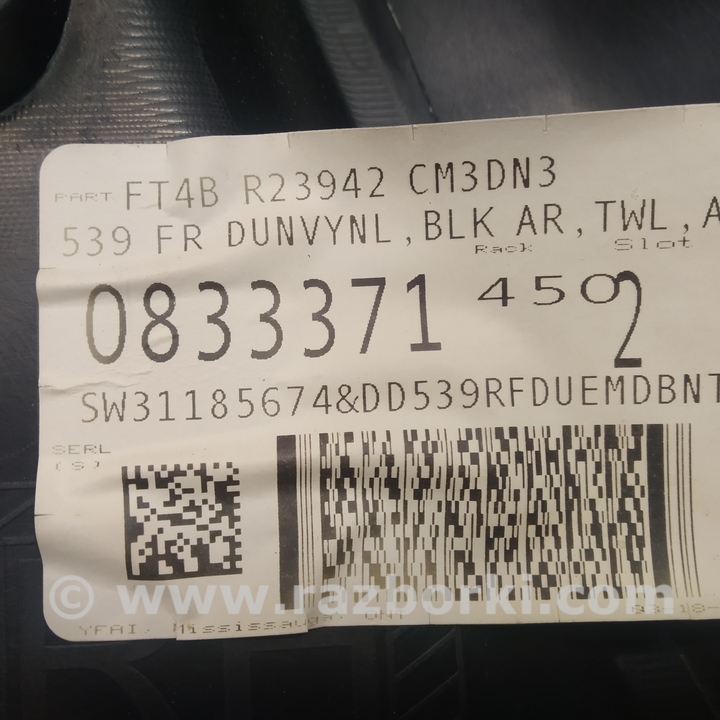 PART FT4B R23942 CM3DN3
539 FR DUNVYNL,BLK AR,TWL,A
Rack Slot
0833371 450 2
SW31185674&DD539RFDUEMDBNT
SERL
(S)
© www.razborki.com
YFAI, Mississauga, ONT